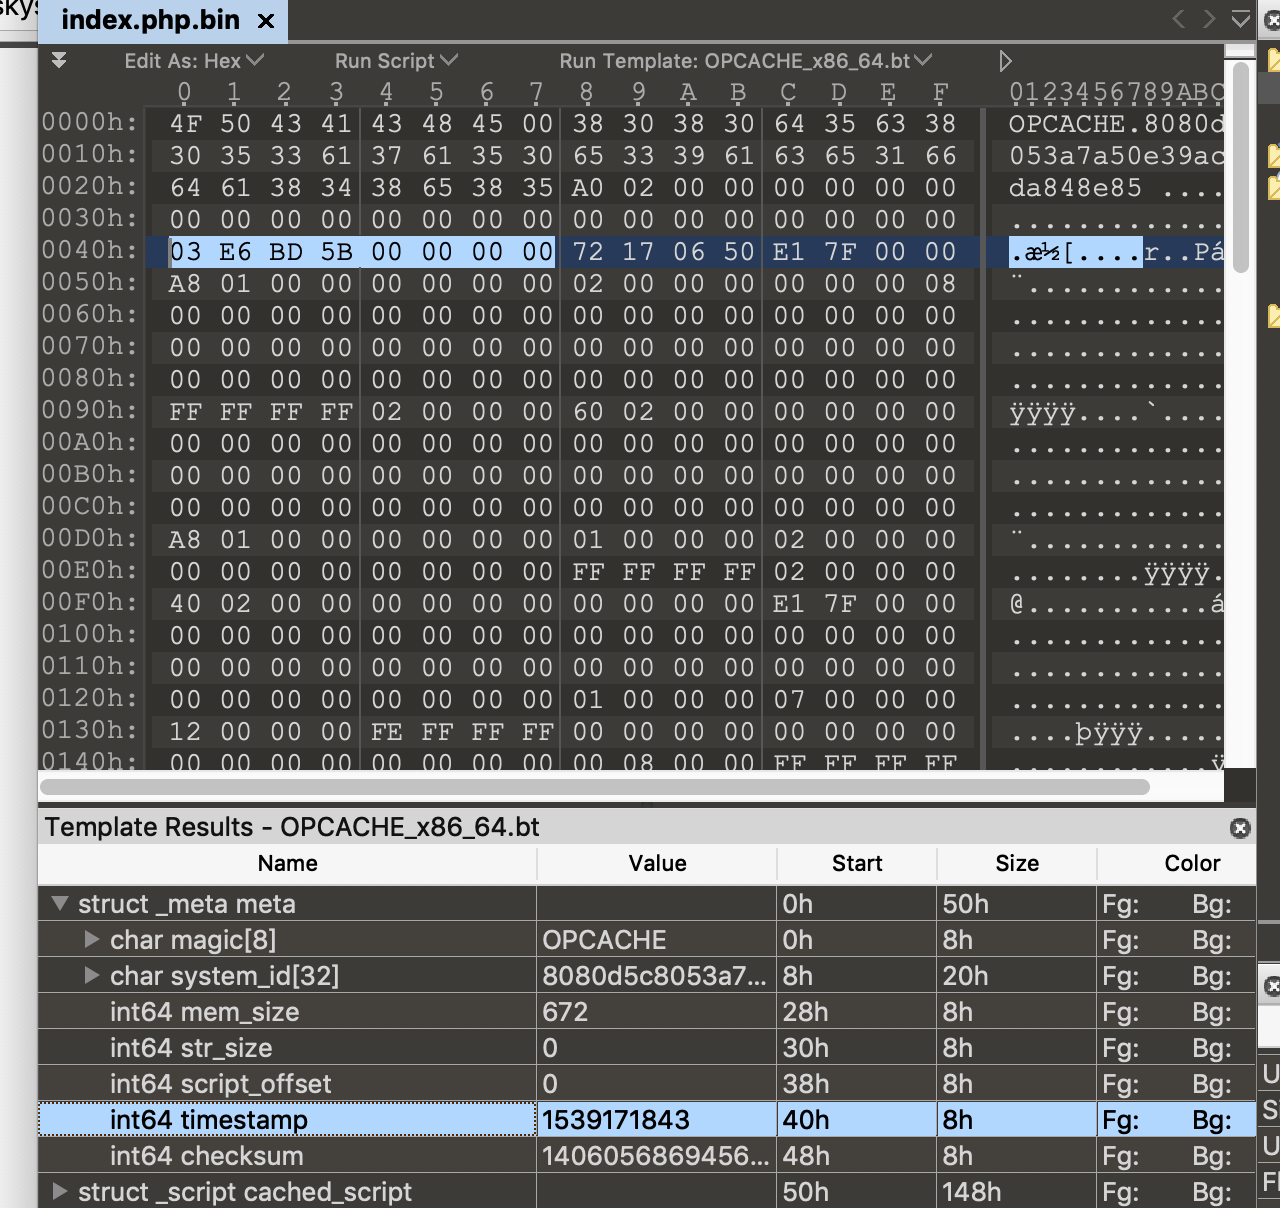 skys
index.php.bin
Edit As: Hex Run Script Run Template: OPCACHE_x86_64.bt
0 1 2 3 4 5 6 7 8 9 A B C D E F 0123456789ABC
0000h: 4F 50 43 41 43 48 45 00 38 30 38 30 64 35 63 38 OPCACHE.8080d
0010h: 30 35 33 61 37 61 35 30 65 33 39 61 63 65 31 66 053a7a50e39ac
0020h: 64 61 38 34 38 65 38 35 A0 02 00 00 00 00 00 00 da848e85 ....
0030h: 00 00 00 00 00 00 00 00 00 00 00 00 00 00 00 00 .............
0040h: 03 E6 BD 5B 00 00 00 00 72 17 06 50 E1 7F 00 00 .æ½[....r..Pá
0050h: A8 01 00 00 00 00 00 00 02 00 00 00 00 00 00 08 ¨............
0060h: 00 00 00 00 00 00 00 00 00 00 00 00 00 00 00 00 .............
0070h: 00 00 00 00 00 00 00 00 00 00 00 00 00 00 00 00 .............
0080h: 00 00 00 00 00 00 00 00 00 00 00 00 00 00 00 00 .............
0090h: FF FF FF FF 02 00 00 00 60 02 00 00 00 00 00 00 ÿÿÿÿ....`....
00A0h: 00 00 00 00 00 00 00 00 00 00 00 00 00 00 00 00 .............
00B0h: 00 00 00 00 00 00 00 00 00 00 00 00 00 00 00 00 .............
00C0h: 00 00 00 00 00 00 00 00 00 00 00 00 00 00 00 00 .............
00D0h: A8 01 00 00 00 00 00 00 01 00 00 00 02 00 00 00 ¨............
00E0h: 00 00 00 00 00 00 00 00 FF FF FF FF 02 00 00 00 ........ÿÿÿÿ.
00F0h: 40 02 00 00 00 00 00 00 00 00 00 00 E1 7F 00 00 @...........á
0100h: 00 00 00 00 00 00 00 00 00 00 00 00 00 00 00 00 .............
0110h: 00 00 00 00 00 00 00 00 00 00 00 00 00 00 00 00 .............
0120h: 00 00 00 00 00 00 00 00 01 00 00 00 07 00 00 00 .............
0130h: 12 00 00 00 FE FF FF FF 00 00 00 00 00 00 00 00 ....þÿÿÿ.....
0140h: 00 00 00 00 00 00 00 00 00 08 00 00 FF FF FF FF ............ÿ
Template Results - OPCACHE_x86_64.bt
Name Value Start Size Color
struct _meta meta 0h 50h Fg: Bg:
char magic[8] OPCACHE 0h 8h Fg: Bg:
char system_id[32] 8080d5c8053a7... 8h 20h Fg: Bg:
int64 mem_size 672 28h 8h Fg: Bg:
int64 str_size 0 30h 8h Fg: Bg:
int64 script_offset 0 38h 8h Fg: Bg:
int64 timestamp 1539171843 40h 8h Fg: Bg:
int64 checksum 1406056869456... 48h 8h Fg: Bg:
struct _script cached_script 50h 148h Fg: Bg: